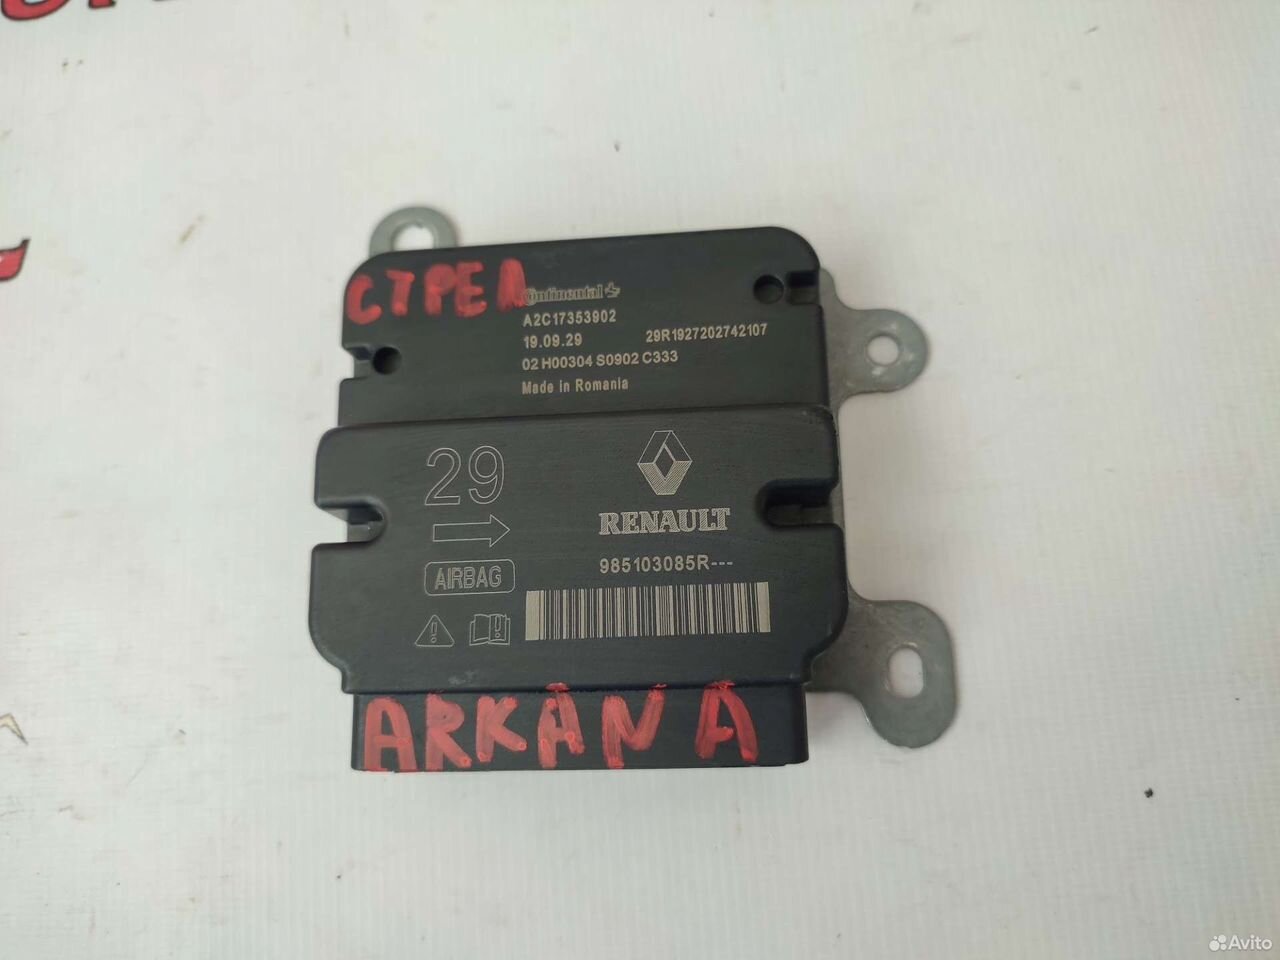 СТРЕЛ
Continental
A2C17353902
19.09.29 29R1927202742107
02 H00304 S0902 C333
Made in Romania
29
RENAULT
985103085R---
AIRBAG
ARKANA
Avito